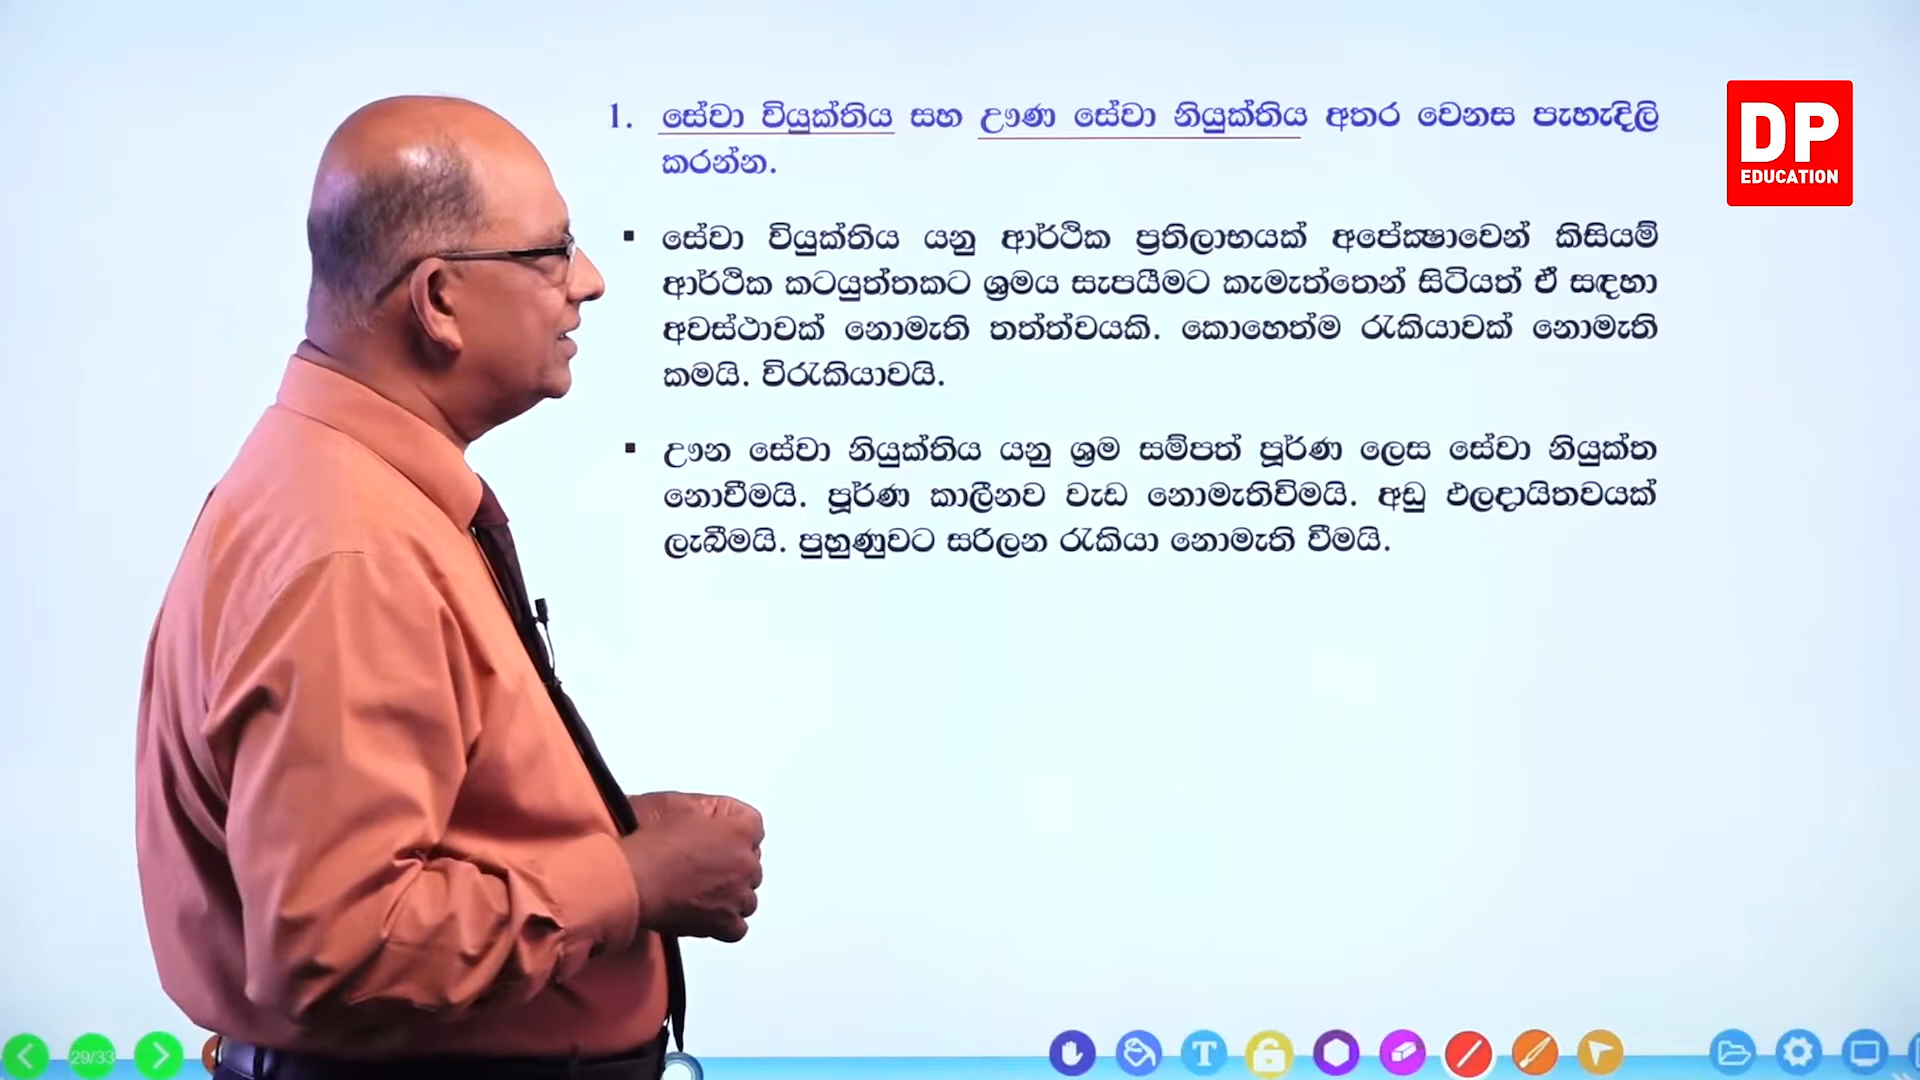 1. සේවා වියුක්තිය සහ ඌණ සේවා නියුක්තිය අතර වෙනස පැහැදිලි
කරන්න.
DP
EDUCATION
▪ සේවා වියුක්තිය යනු ආර්ථික ප්‍රතිලාභයක් අපේක්‍ෂාවෙන් කිසියම්
ආර්ථික කටයුත්තකට ශ්‍රමය සැපයීමට කැමැත්තෙන් සිටියත් ඒ සඳහා
අවස්ථාවක් නොමැති තත්ත්වයකි. කොහෙත්ම රැකියාවක් නොමැති
කමයි. විරැකියාවයි.
▪ ඌන සේවා නියුක්තිය යනු ශ්‍රම සම්පත් පූර්ණ ලෙස සේවා නියුක්ත
නොවීමයි. පූර්ණ කාලීනව වැඩ නොමැතිවිමයි. අඩු ඵලදායිතවයක්
ලැබීමයි. පුහුණුවට සරිලන රැකියා නොමැති වීමයි.
29/33
T